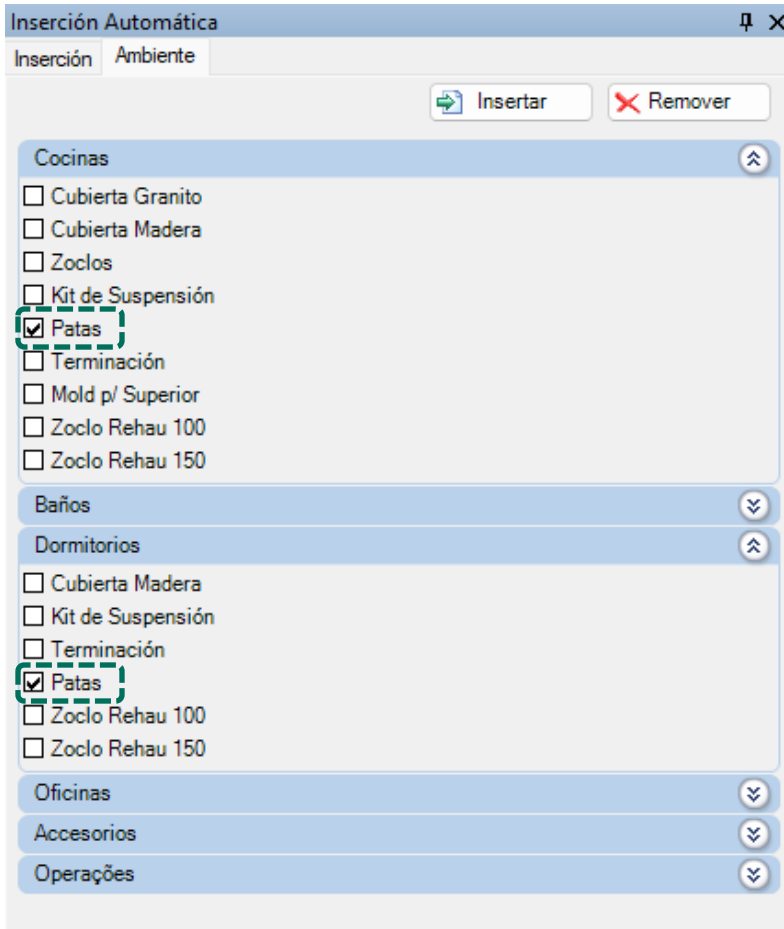 Inserción Automática
Inserción Ambiente
Insertar Remover
Cocinas
Cubierta Granito
Cubierta Madera
Zoclos
Kit de Suspensión
Patas
Terminación
Mold p/ Superior
Zoclo Rehau 100
Zoclo Rehau 150
Baños
Dormitorios
Cubierta Madera
Kit de Suspensión
Terminación
Patas
Zoclo Rehau 100
Zoclo Rehau 150
Oficinas
Accesorios
Operações